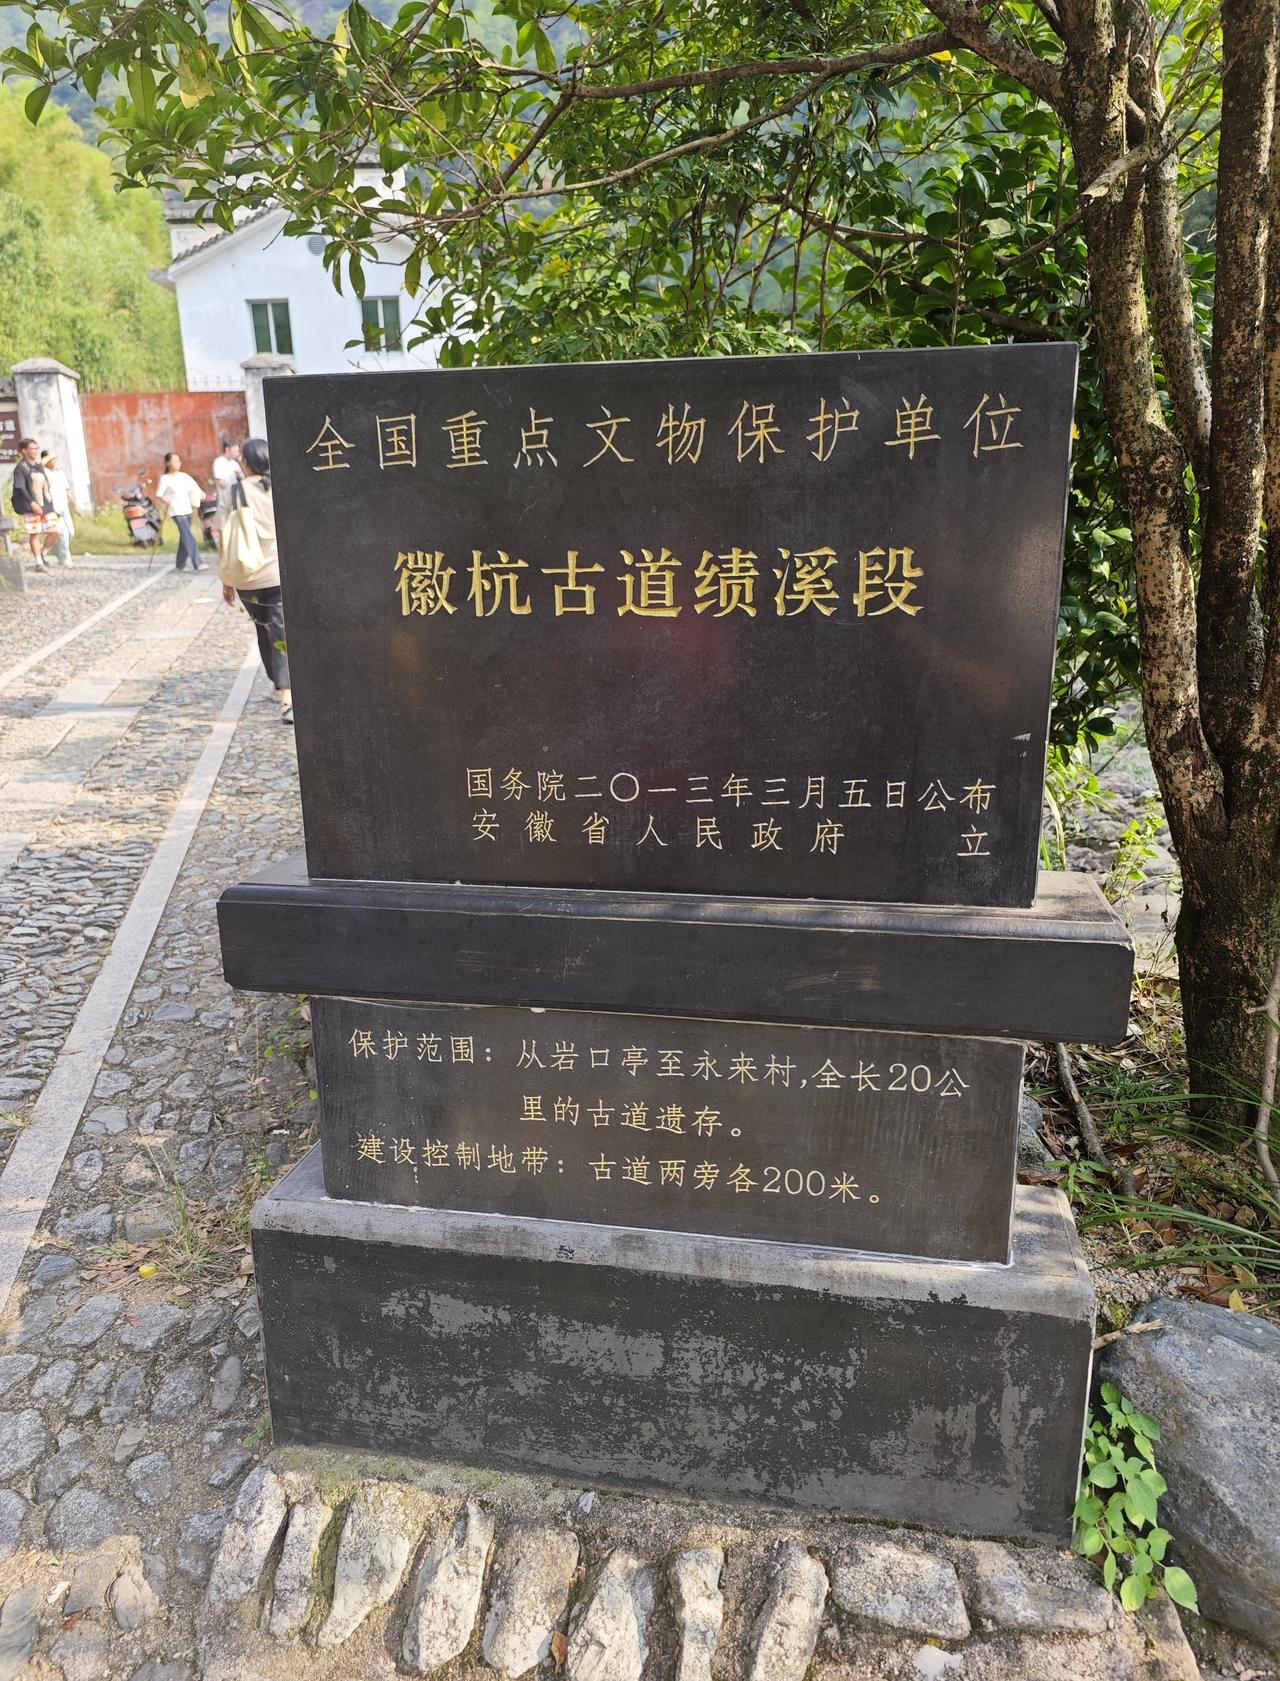 全国重点文物保护单位
徽杭古道绩溪段
国务院二〇一三年三月五日公布
安徽省人民政府 立
保护范围：从岩口亭至永来村,全长20公
里的古道遗存。
建设控制地带：古道两旁各200米。